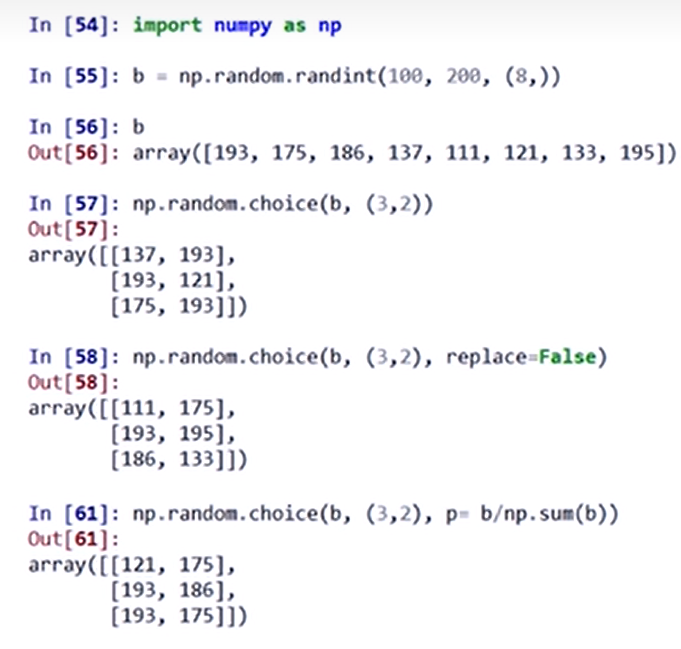 In [54]: import numpy as np
In [55]: b = np.random.randint(100, 200, (8,))
In [56]: b
Out[56]: array([193, 175, 186, 137, 111, 121, 133, 195])
In [57]: np.random.choice(b, (3,2))
Out[57]:
array([[137, 193],
       [193, 121],
       [175, 193]])
In [58]: np.random.choice(b, (3,2), replace=False)
Out[58]:
array([[111, 175],
       [193, 195],
       [186, 133]])
In [61]: np.random.choice(b, (3,2), p= b/np.sum(b))
Out[61]:
array([[121, 175],
       [193, 186],
       [193, 175]])